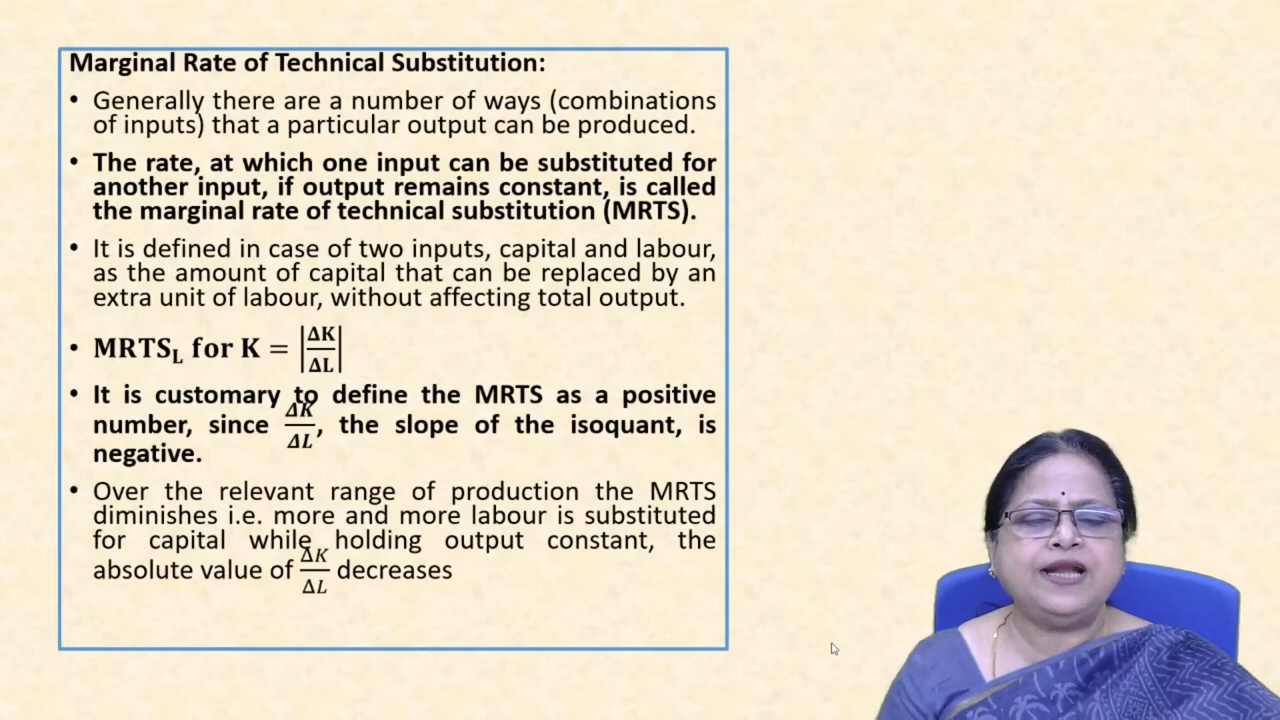 Marginal Rate of Technical Substitution:
• Generally there are a number of ways (combinations
of inputs) that a particular output can be produced.
• The rate, at which one input can be substituted for
another input, if output remains constant, is called
the marginal rate of technical substitution (MRTS).
• It is defined in case of two inputs, capital and labour,
as the amount of capital that can be replaced by an
extra unit of labour, without affecting total output.
• MRTS_L for K = |ΔK/ΔL|
• It is customary to define the MRTS as a positive
number, since ΔK/ΔL, the slope of the isoquant, is
negative.
• Over the relevant range of production the MRTS
diminishes i.e. more and more labour is substituted
for capital while holding output constant, the
absolute value of ΔK/ΔL decreases